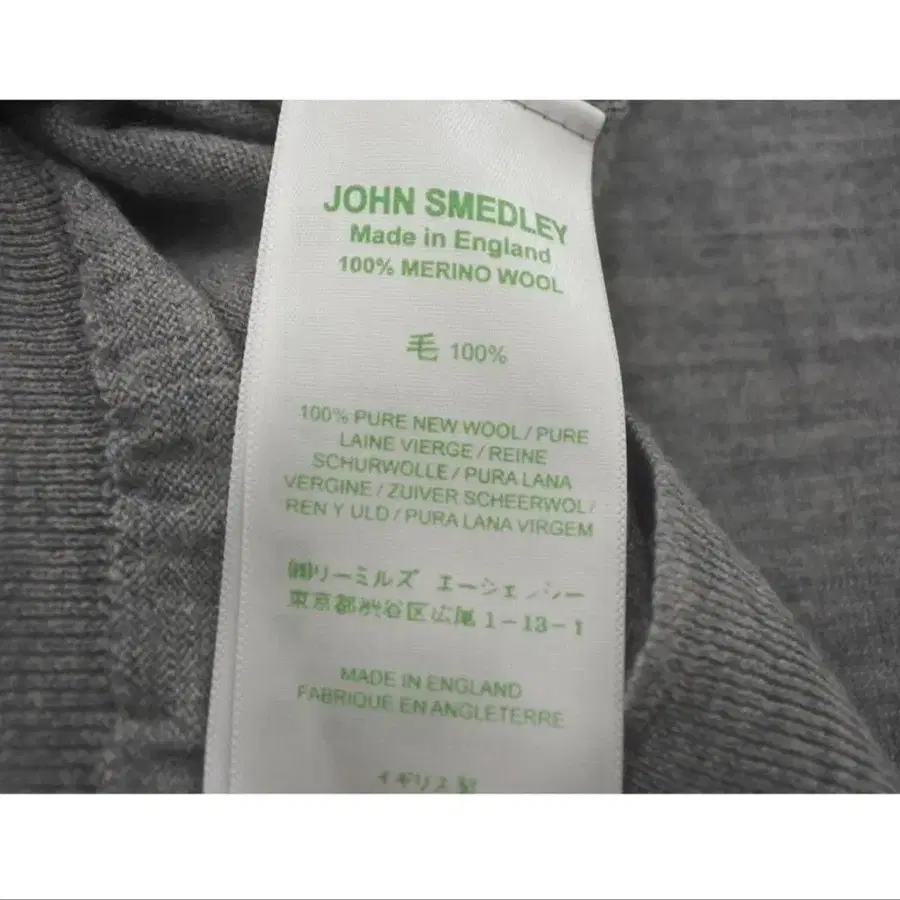 JOHN SMEDLEY
Made in England
100% MERINO WOOL
毛 100%
100% PURE NEW WOOL / PURE
LAINE VIERGE / REINE
SCHURWOLLE / PURA LANA
VERGINE / ZUIVER SCHEERWOL /
REN Y ULD / PURA LANA VIRGEM
㈱リーミルズ エージェンシー
東京都渋谷区広尾 1-13-1
MADE IN ENGLAND
FABRIQUE EN ANGLETERRE
イギリス製